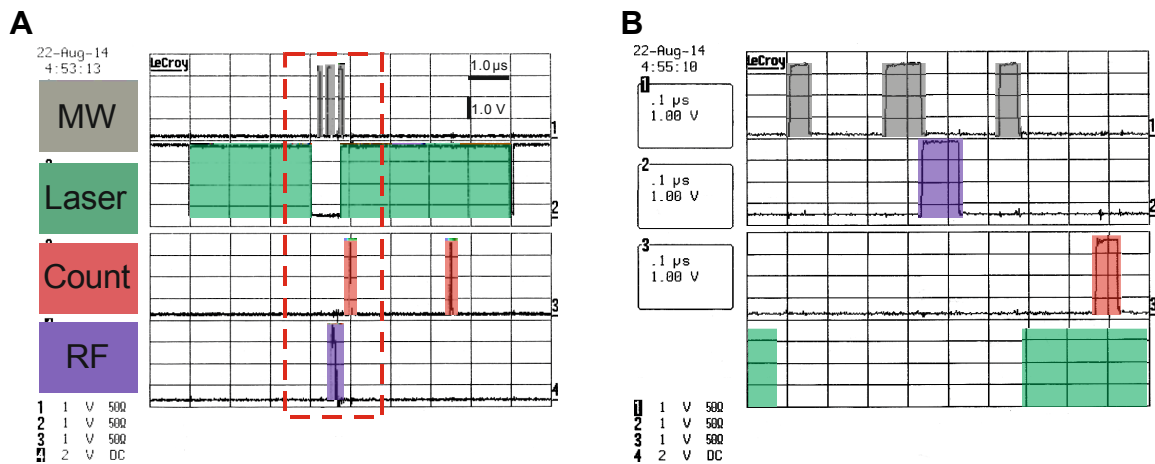 A
22-Aug-14
4:53:13
LeCroy
1.0 µs
1.0 V
MW
1
Laser
2
Count
3
RF
4
1 1 V 50Ω
2 1 V 50Ω
3 1 V 50Ω
4 2 V DC
B
22-Aug-14
4:55:10
LeCroy
1
.1 µs
1.00 V
1
2
.1 µs
1.00 V
2
3
.1 µs
1.00 V
3
1 1 V 50Ω
2 1 V 50Ω
3 1 V 50Ω
4 2 V DC